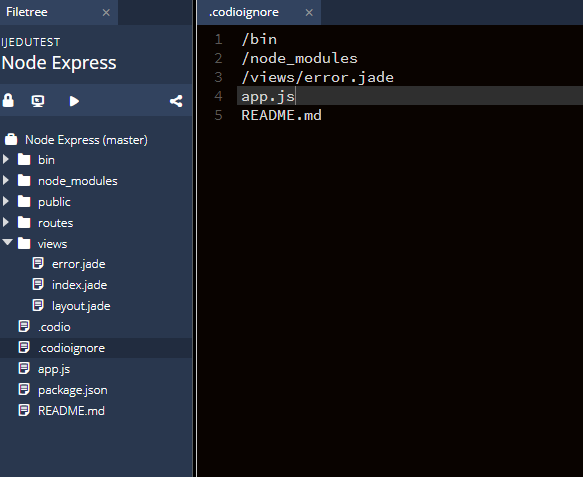 Filetree ×
IJEDUTEST
Node Express
Node Express (master)
bin
node_modules
public
routes
views
error.jade
index.jade
layout.jade
.codio
.codioignore
app.js
package.json
README.md
.codioignore ×
1 /bin
2 /node_modules
3 /views/error.jade
4 app.js
5 README.md